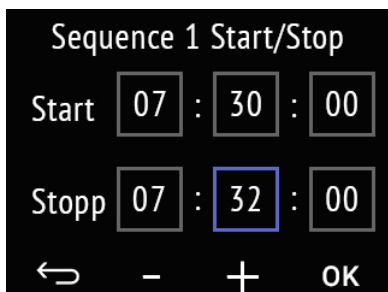 Sequence 1 Start/Stop
Start 07 : 30 : 00
Stopp 07 : 32 : 00
- + OK